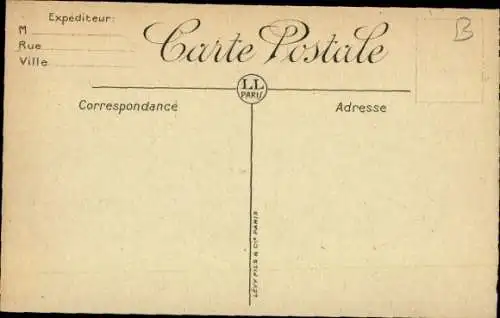 Expéditeur:
M
Rue
Ville
Carte Postale
B
LL
PARIS
Correspondance
Adresse
LÉVY FILS & Cie PARIS